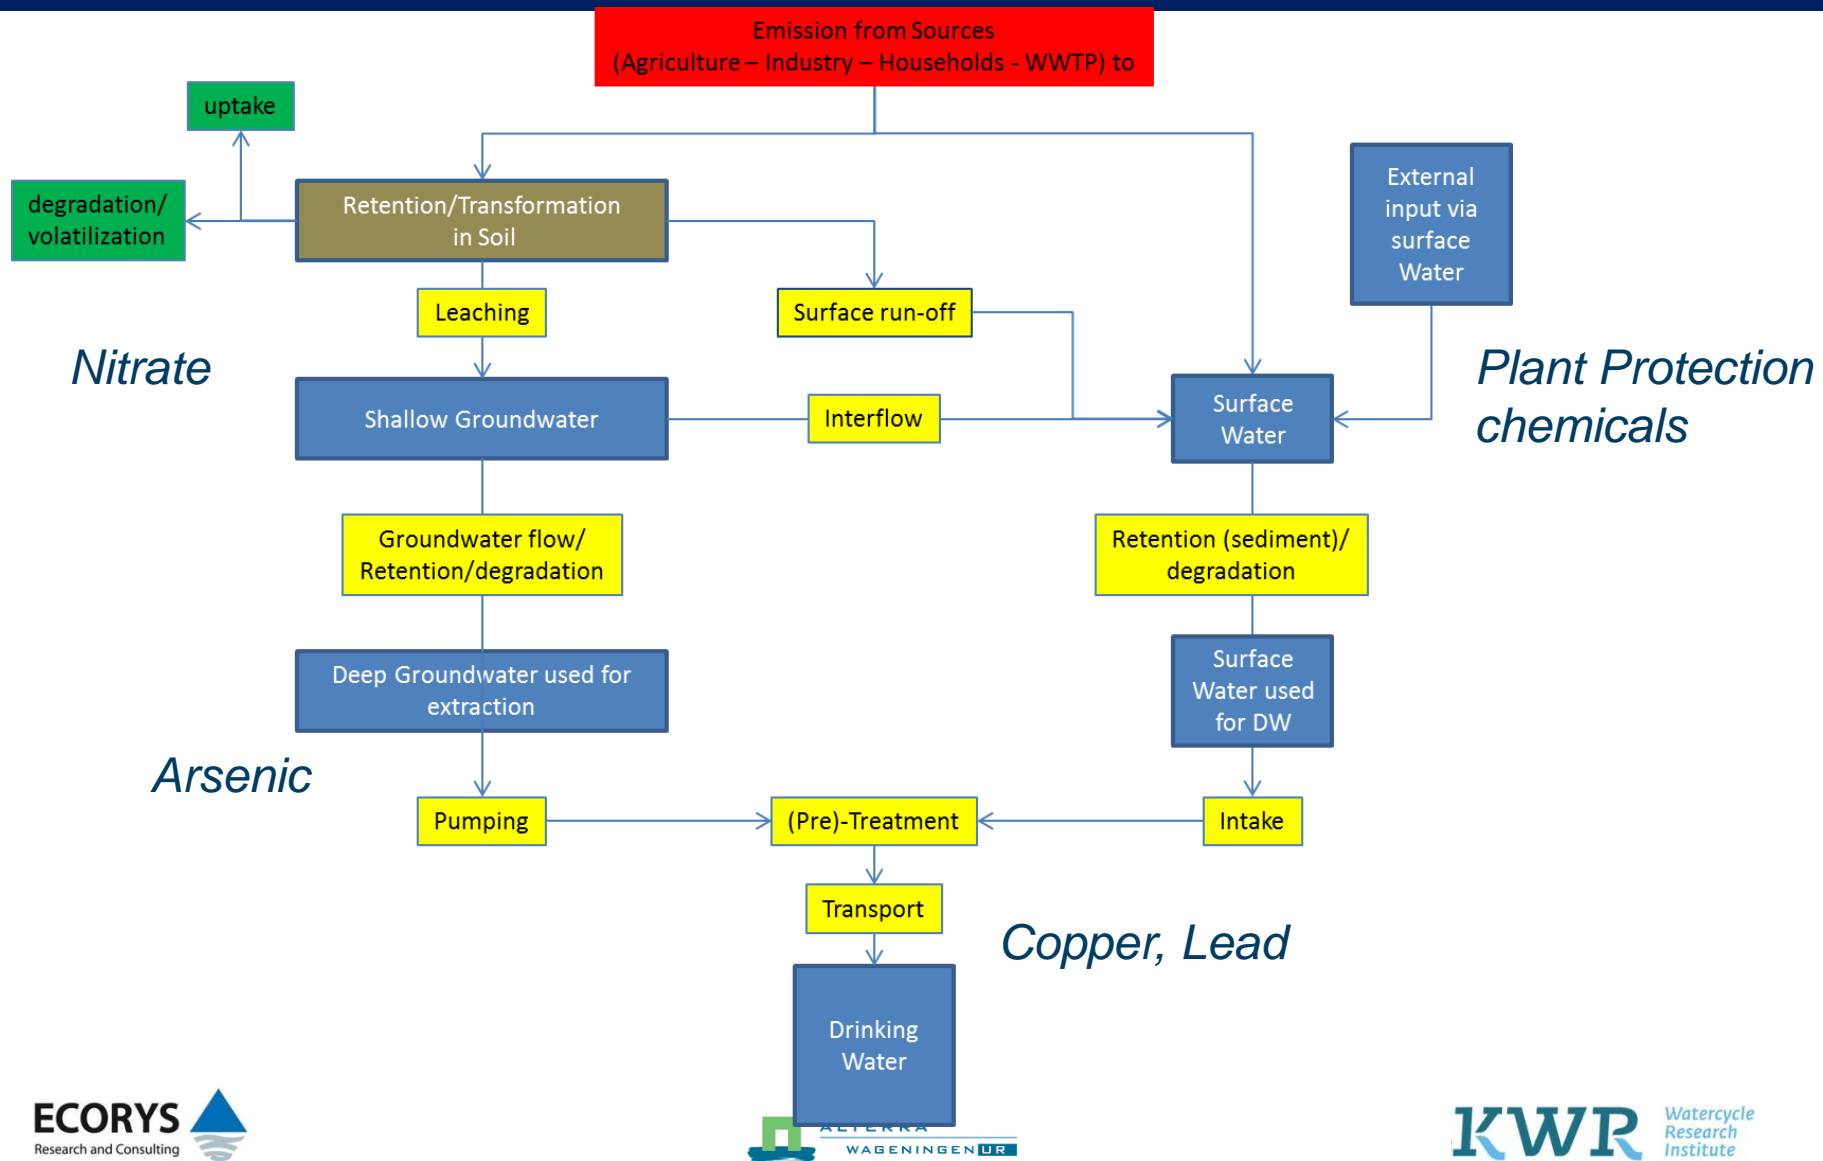 Emission from Sources
(Agriculture – Industry – Households - WWTP) to
uptake
degradation/
volatilization
Retention/Transformation
in Soil
External
input via
surface
Water
Leaching
Surface run-off
Nitrate
Plant Protection
chemicals
Shallow Groundwater
Interflow
Surface
Water
Groundwater flow/
Retention/degradation
Retention (sediment)/
degradation
Deep Groundwater used for
extraction
Surface
Water used
for DW
Arsenic
Pumping
(Pre)-Treatment
Intake
Transport
Copper, Lead
Drinking
Water
ECORYS
Research and Consulting
ALTERRA
WAGENINGEN UR
KWR
Watercycle
Research
Institute